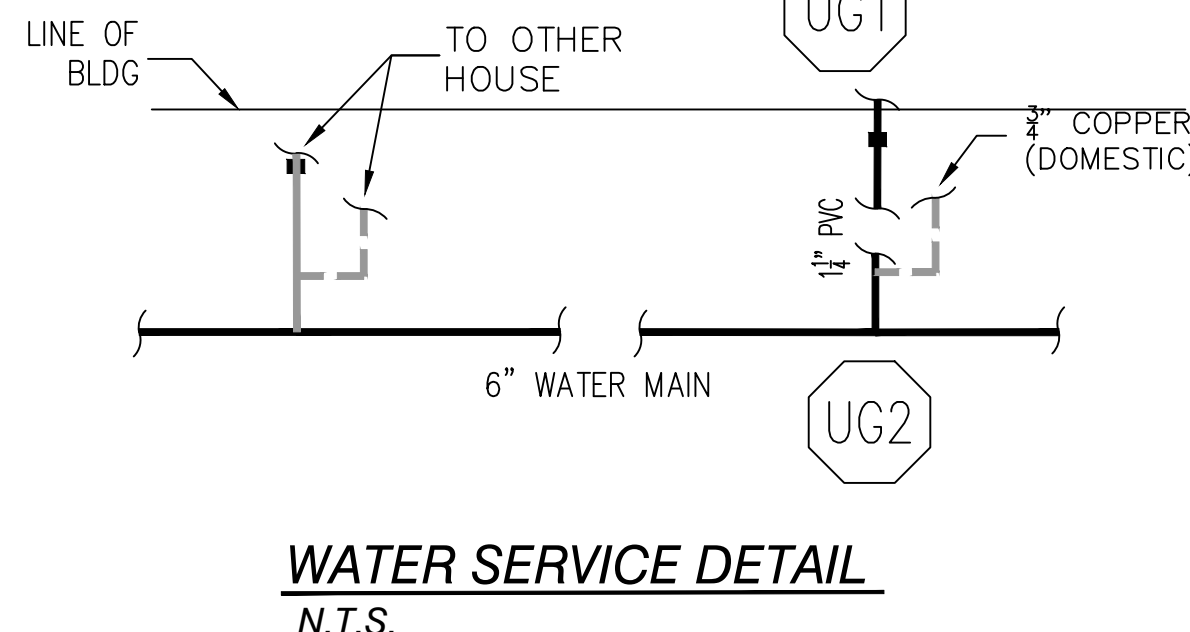 UG1
LINE OF
BLDG
TO OTHER
HOUSE
3/4" COPPER
(DOMESTIC)
1 1/4" PVC
6" WATER MAIN
UG2
WATER SERVICE DETAIL
N.T.S.